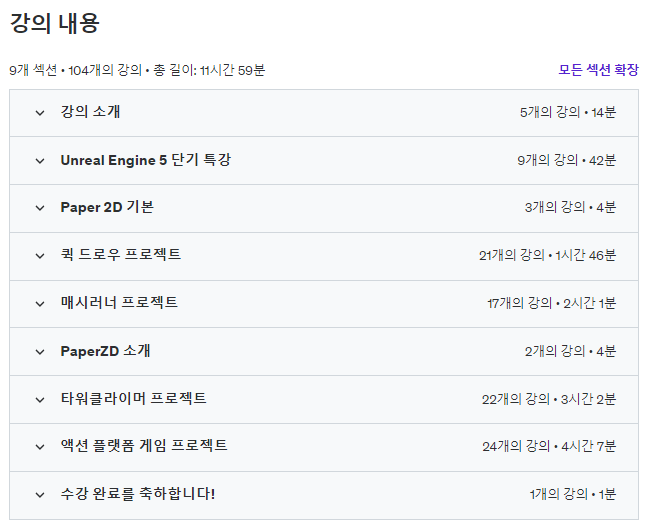 강의 내용
9개 섹션 • 104개의 강의 • 총 길이: 11시간 59분 모든 섹션 확장
강의 소개 5개의 강의 • 14분
Unreal Engine 5 단기 특강 9개의 강의 • 42분
Paper 2D 기본 3개의 강의 • 4분
퀵 드로우 프로젝트 21개의 강의 • 1시간 46분
매시러너 프로젝트 17개의 강의 • 2시간 1분
PaperZD 소개 2개의 강의 • 4분
타워클라이머 프로젝트 22개의 강의 • 3시간 2분
액션 플랫폼 게임 프로젝트 24개의 강의 • 4시간 7분
수강 완료를 축하합니다! 1개의 강의 • 1분